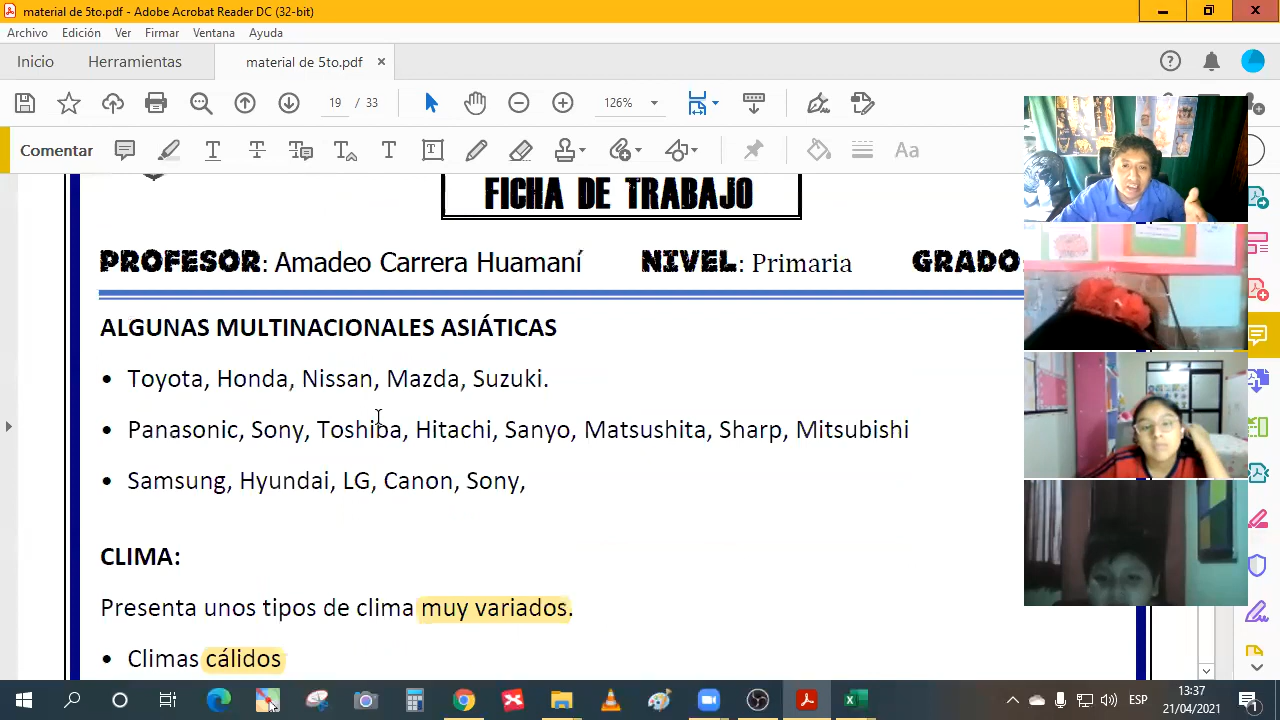 material de 5to.pdf - Adobe Acrobat Reader DC (32-bit)
Archivo Edición Ver Firmar Ventana Ayuda
Inicio Herramientas material de 5to.pdf
19 / 33 126%
Comentar
FICHA DE TRABAJO
PROFESOR: Amadeo Carrera Huamaní NIVEL: Primaria GRADO
ALGUNAS MULTINACIONALES ASIÁTICAS
• Toyota, Honda, Nissan, Mazda, Suzuki.
• Panasonic, Sony, Toshiba, Hitachi, Sanyo, Matsushita, Sharp, Mitsubishi
• Samsung, Hyundai, LG, Canon, Sony,
CLIMA:
Presenta unos tipos de clima muy variados.
• Climas cálidos
ESP 13:37
21/04/2021 1